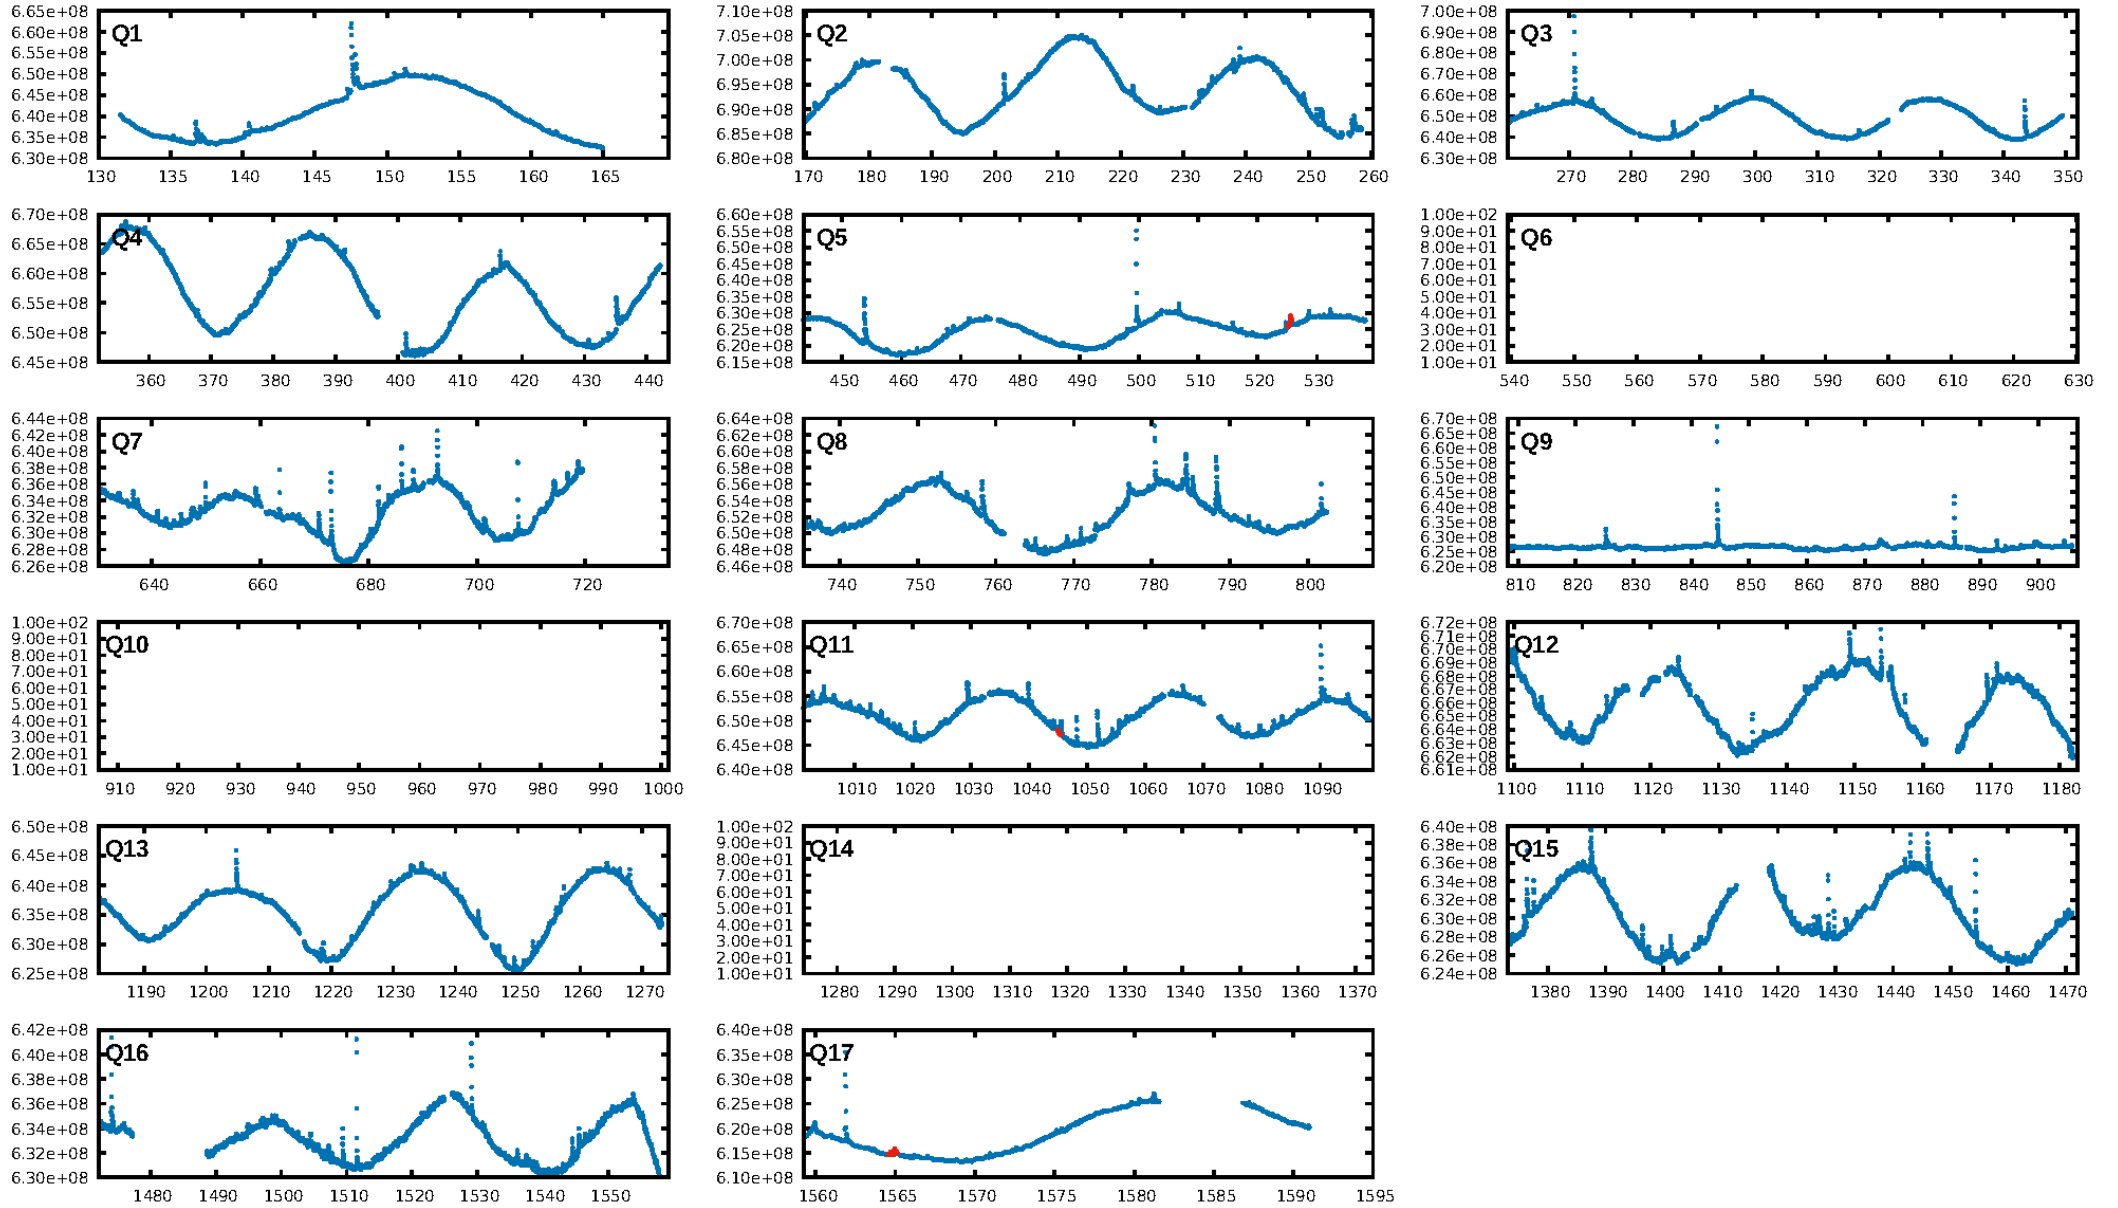 6.65e+08 6.60e+08 6.55e+08 6.50e+08 6.45e+08 6.40e+08 6.35e+08 6.30e+08
Q1
130 135 140 145 150 155 160 165
7.10e+08 7.05e+08 7.00e+08 6.95e+08 6.90e+08 6.85e+08 6.80e+08
Q2
170 180 190 200 210 220 230 240 250 260
7.00e+08 6.90e+08 6.80e+08 6.70e+08 6.60e+08 6.50e+08 6.40e+08 6.30e+08
Q3
270 280 290 300 310 320 330 340 350
6.70e+08 6.65e+08 6.60e+08 6.55e+08 6.50e+08 6.45e+08
Q4
360 370 380 390 400 410 420 430 440
6.60e+08 6.55e+08 6.50e+08 6.45e+08 6.40e+08 6.35e+08 6.30e+08 6.25e+08 6.20e+08 6.15e+08
Q5
450 460 470 480 490 500 510 520 530
1.00e+02 9.00e+01 8.00e+01 7.00e+01 6.00e+01 5.00e+01 4.00e+01 3.00e+01 2.00e+01 1.00e+01
Q6
540 550 560 570 580 590 600 610 620 630
6.44e+08 6.42e+08 6.40e+08 6.38e+08 6.36e+08 6.34e+08 6.32e+08 6.30e+08 6.28e+08 6.26e+08
Q7
640 660 680 700 720
6.64e+08 6.62e+08 6.60e+08 6.58e+08 6.56e+08 6.54e+08 6.52e+08 6.50e+08 6.48e+08 6.46e+08
Q8
740 750 760 770 780 790 800
6.70e+08 6.65e+08 6.60e+08 6.55e+08 6.50e+08 6.45e+08 6.40e+08 6.35e+08 6.30e+08 6.25e+08 6.20e+08
Q9
810 820 830 840 850 860 870 880 890 900
1.00e+02 9.00e+01 8.00e+01 7.00e+01 6.00e+01 5.00e+01 4.00e+01 3.00e+01 2.00e+01 1.00e+01
Q10
910 920 930 940 950 960 970 980 990 1000
6.70e+08 6.65e+08 6.60e+08 6.55e+08 6.50e+08 6.45e+08 6.40e+08
Q11
1010 1020 1030 1040 1050 1060 1070 1080 1090
6.72e+08 6.71e+08 6.70e+08 6.69e+08 6.68e+08 6.67e+08 6.66e+08 6.65e+08 6.64e+08 6.63e+08 6.62e+08 6.61e+08
Q12
1100 1110 1120 1130 1140 1150 1160 1170 1180
6.50e+08 6.45e+08 6.40e+08 6.35e+08 6.30e+08 6.25e+08
Q13
1190 1200 1210 1220 1230 1240 1250 1260 1270
1.00e+02 9.00e+01 8.00e+01 7.00e+01 6.00e+01 5.00e+01 4.00e+01 3.00e+01 2.00e+01 1.00e+01
Q14
1280 1290 1300 1310 1320 1330 1340 1350 1360 1370
6.40e+08 6.38e+08 6.36e+08 6.34e+08 6.32e+08 6.30e+08 6.28e+08 6.26e+08 6.24e+08
Q15
1380 1390 1400 1410 1420 1430 1440 1450 1460 1470
6.42e+08 6.40e+08 6.38e+08 6.36e+08 6.34e+08 6.32e+08 6.30e+08
Q16
1480 1490 1500 1510 1520 1530 1540 1550
6.40e+08 6.35e+08 6.30e+08 6.25e+08 6.20e+08 6.15e+08 6.10e+08
Q17
1560 1565 1570 1575 1580 1585 1590 1595